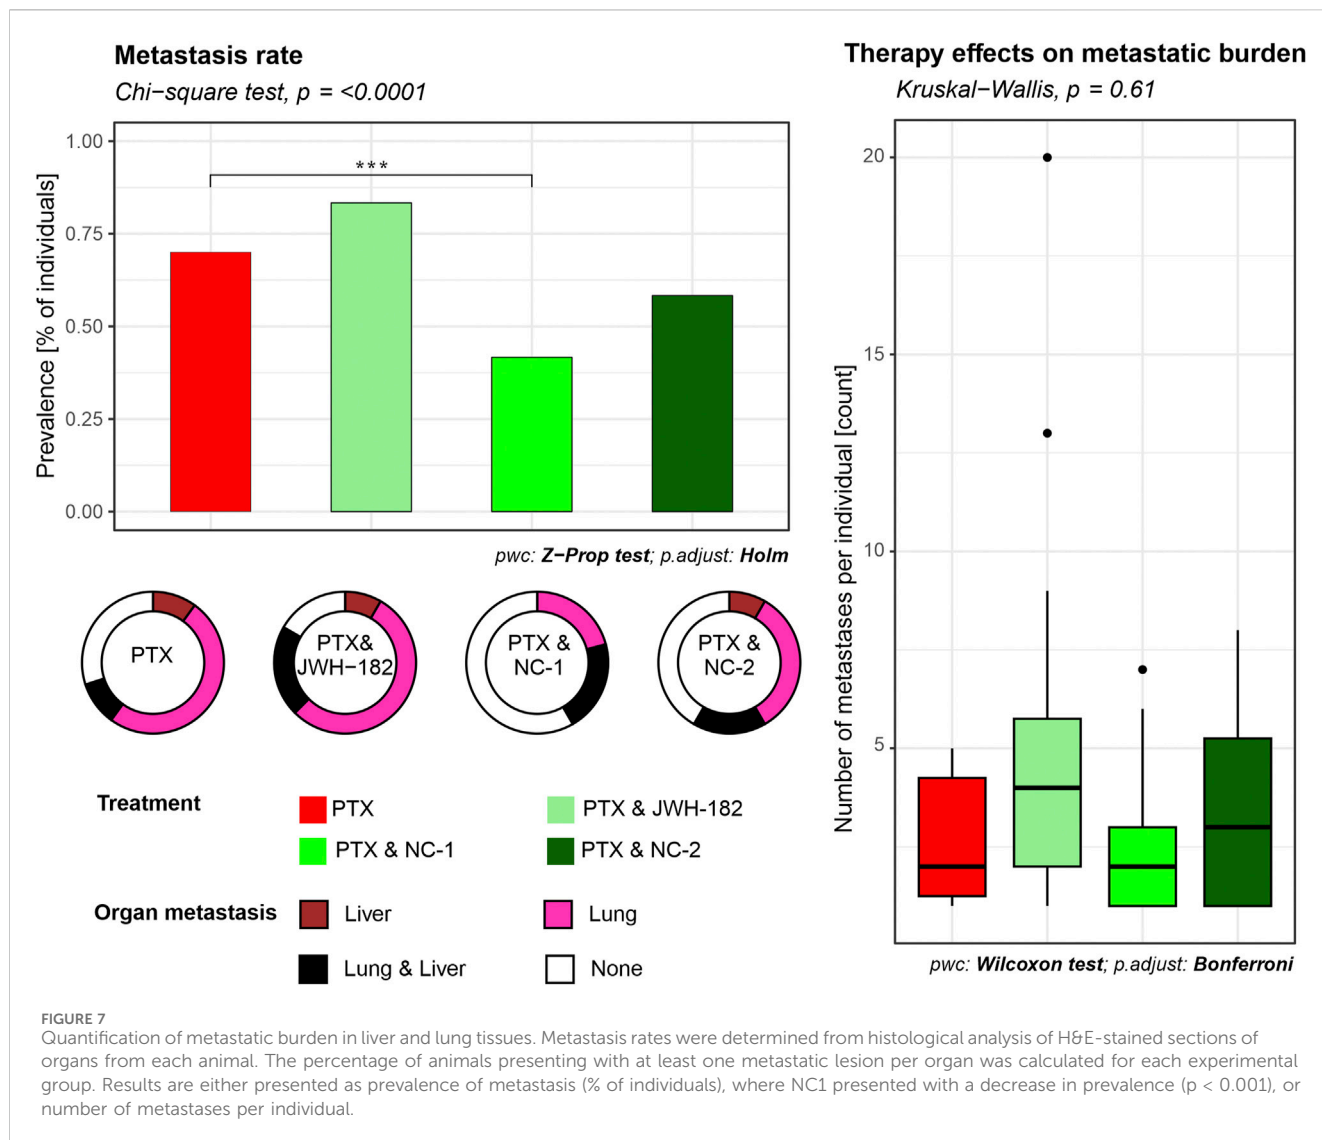 Metastasis rate
Chi−square test, p = <0.0001
Prevalence [% of individuals]
1.00
0.75
0.50
0.25
0.00
***
pwc: Z−Prop test; p.adjust: Holm
PTX
PTX&
JWH−182
PTX &
NC-1
PTX &
NC-2
Treatment
PTX
PTX & JWH-182
PTX & NC-1
PTX & NC-2
Organ metastasis
Liver
Lung
Lung & Liver
None
Therapy effects on metastatic burden
Kruskal−Wallis, p = 0.61
Number of metastases per individual [count]
20
15
10
5
pwc: Wilcoxon test; p.adjust: Bonferroni
FIGURE 7
Quantification of metastatic burden in liver and lung tissues. Metastasis rates were determined from histological analysis of H&E-stained sections of
organs from each animal. The percentage of animals presenting with at least one metastatic lesion per organ was calculated for each experimental
group. Results are either presented as prevalence of metastasis (% of individuals), where NC1 presented with a decrease in prevalence (p < 0.001), or
number of metastases per individual.